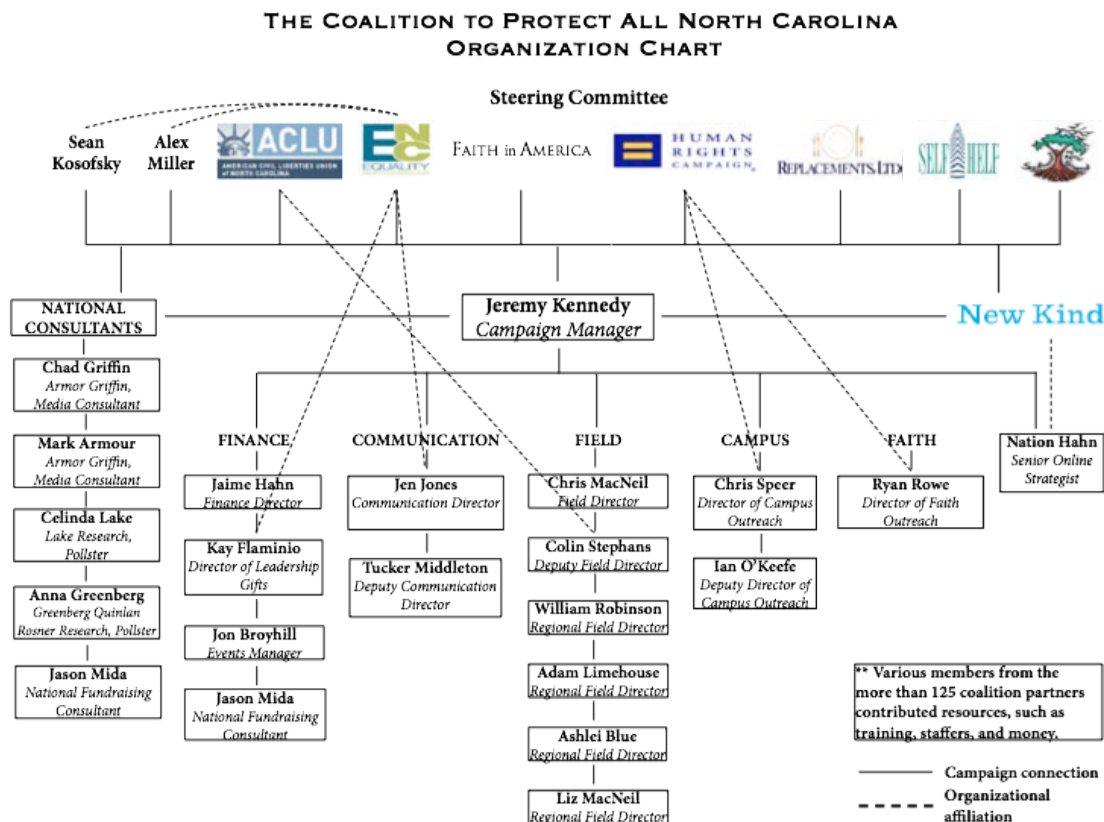 THE COALITION TO PROTECT ALL NORTH CAROLINA
ORGANIZATION CHART
Steering Committee
Sean
Kosofsky
Alex
Miller
ACLU
AMERICAN CIVIL LIBERTIES UNION
of NORTH CAROLINA
ENC
EQUALITY
FAITH in AMERICA
HUMAN
RIGHTS
CAMPAIGN
REPLACEMENTS, LTD
SELF HELP
NATIONAL
CONSULTANTS
Jeremy Kennedy
Campaign Manager
New Kind
Chad Griffin
Armor Griffin,
Media Consultant
Mark Armour
Armor Griffin,
Media Consultant
Celinda Lake
Lake Research,
Pollster
Anna Greenberg
Greenberg Quinlan
Rosner Research, Pollster
Jason Mida
National Fundraising
Consultant
FINANCE
Jaime Hahn
Finance Director
Kay Flaminio
Director of Leadership
Gifts
Jon Broyhill
Events Manager
Jason Mida
National Fundraising
Consultant
COMMUNICATION
Jen Jones
Communication Director
Tucker Middleton
Deputy Communication
Director
FIELD
Chris MacNeil
Field Director
Colin Stephans
Deputy Field Director
William Robinson
Regional Field Director
Adam Limehouse
Regional Field Director
Ashlei Blue
Regional Field Director
Liz MacNeil
Regional Field Director
CAMPUS
Chris Speer
Director of Campus
Outreach
Ian O'Keefe
Deputy Director of
Campus Outreach
FAITH
Ryan Rowe
Director of Faith
Outreach
Nation Hahn
Senior Online
Strategist
** Various members from the
more than 125 coalition partners
contributed resources, such as
training, staffers, and money.
Campaign connection
Organizational
affiliation